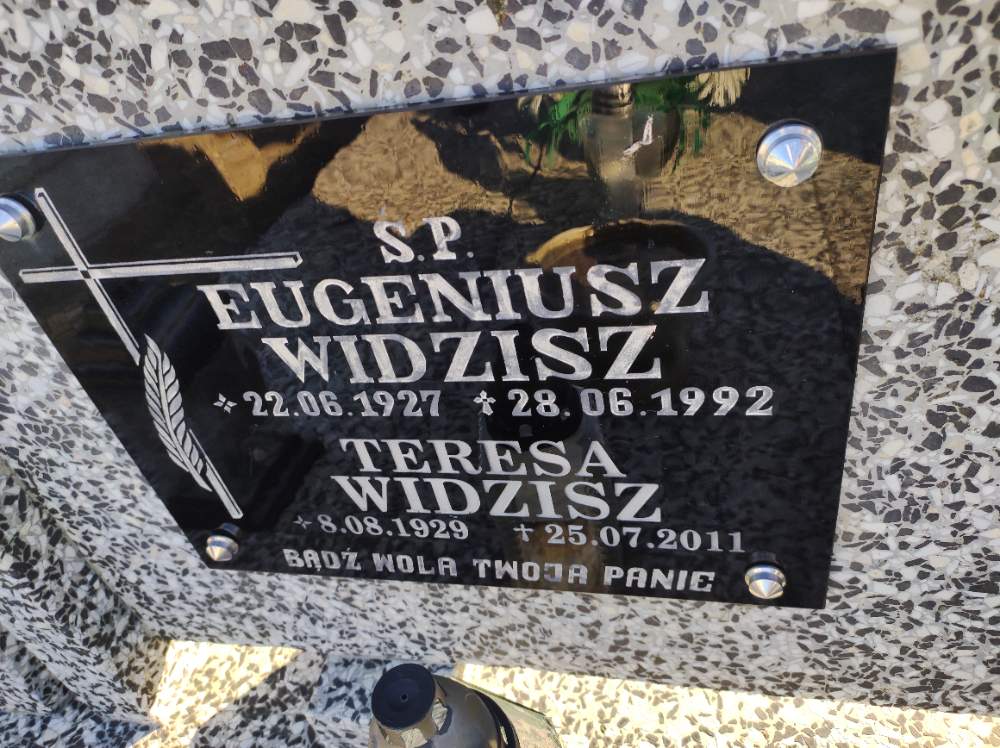 S.P.
EUGENIUSZ
WIDZISZ
22.06.1927 28.06.1992
TERESA
WIDZISZ
8.08.1929 25.07.2011
BĄDŹ WOLA TWOJA PANIE